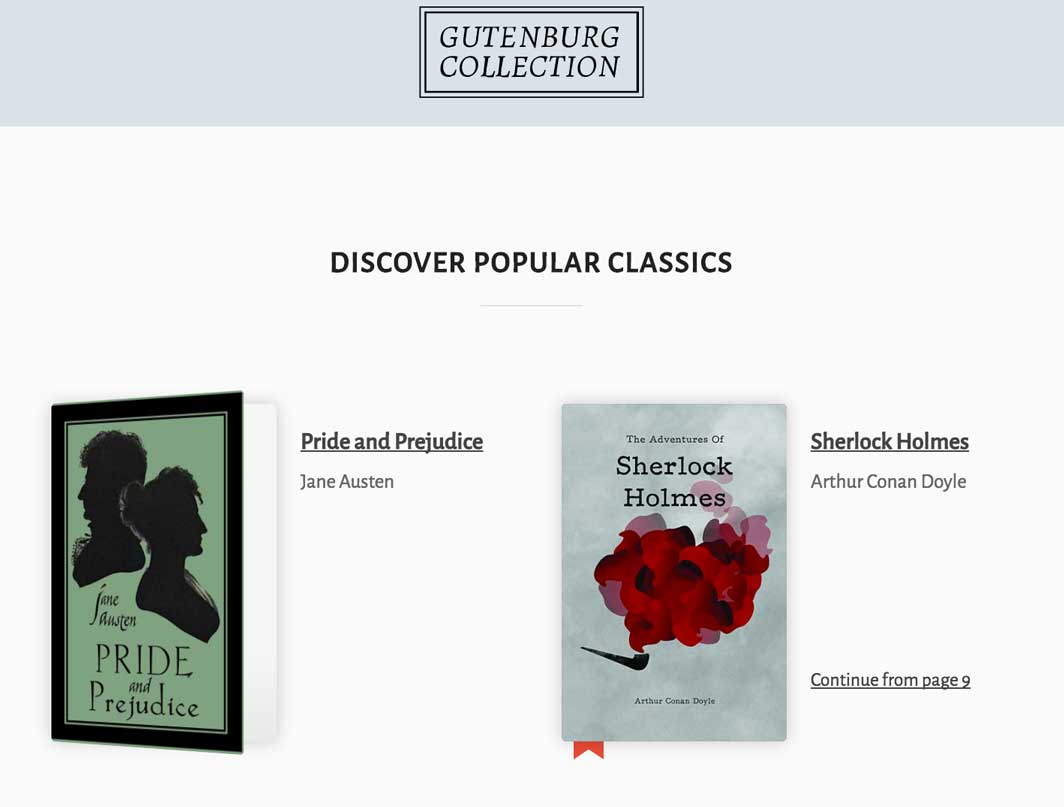 GUTENBURG
COLLECTION
DISCOVER POPULAR CLASSICS
Jane
Austen
PRIDE
and
Prejudice
Pride and Prejudice
Jane Austen
The Adventures Of
Sherlock
Holmes
Arthur Conan Doyle
Sherlock Holmes
Arthur Conan Doyle
Continue from page 9